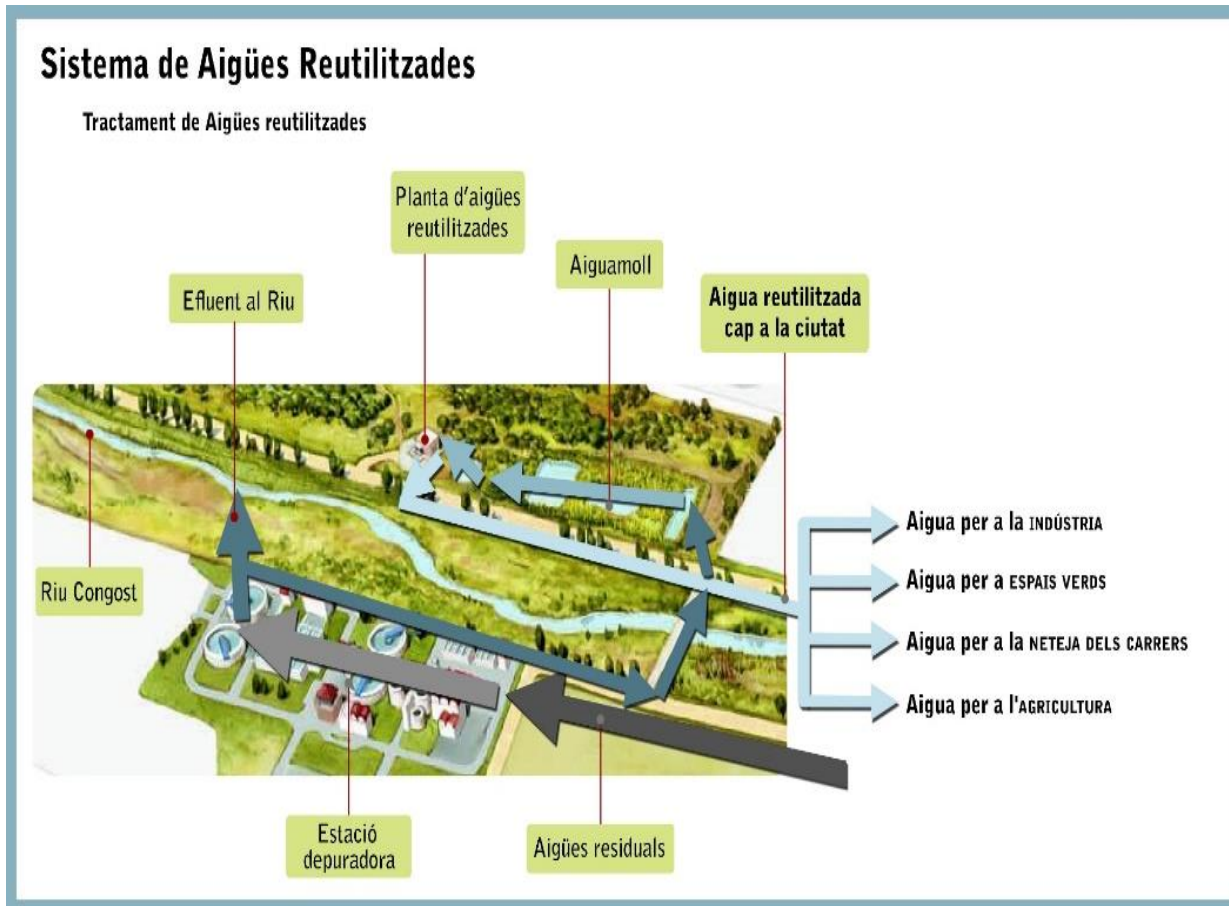 Sistema de Aigües Reutilitzades
Tractament de Aigües reutilitzades
Planta d'aigües
reutilitzades
Aiguamoll
Efluent al Riu
Aigua reutilitzada
cap a la ciutat
Riu Congost
Aigua per a la INDÚSTRIA
Aigua per a ESPAIS VERDS
Aigua per a la NETEJA DELS CARRERS
Aigua per a l'AGRICULTURA
Estació
depuradora
Aigües residuals